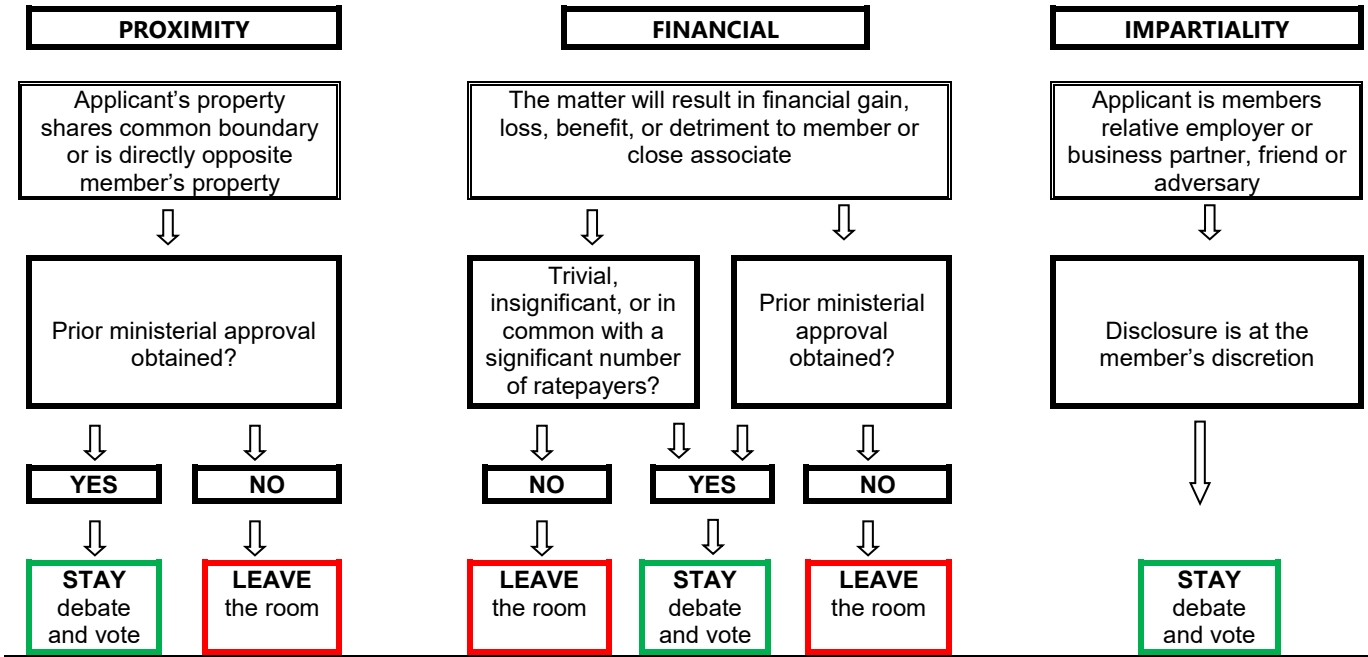 PROXIMITY
FINANCIAL
IMPARTIALITY
Applicant's property
shares common boundary
or is directly opposite
member's property
The matter will result in financial gain,
loss, benefit, or detriment to member or
close associate
Applicant is members
relative employer or
business partner, friend or
adversary
Prior ministerial approval
obtained?
Trivial,
insignificant, or in
common with a
significant number
of ratepayers?
Prior ministerial
approval
obtained?
Disclosure is at the
member's discretion
YES
NO
NO
YES
NO
STAY
debate
and vote
LEAVE
the room
LEAVE
the room
STAY
debate
and vote
LEAVE
the room
STAY
debate
and vote